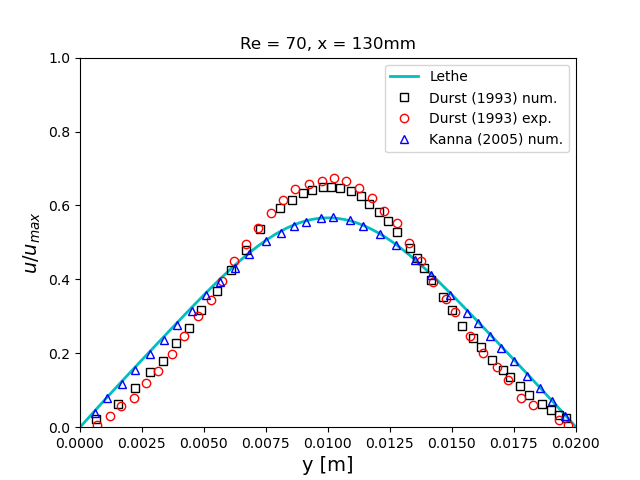 Re = 70, x = 130mm
1.0
0.8
0.6
0.4
0.2
0.0
u/u_max
Lethe
Durst (1993) num.
Durst (1993) exp.
Kanna (2005) num.
0.0000 0.0025 0.0050 0.0075 0.0100 0.0125 0.0150 0.0175 0.0200
y [m]